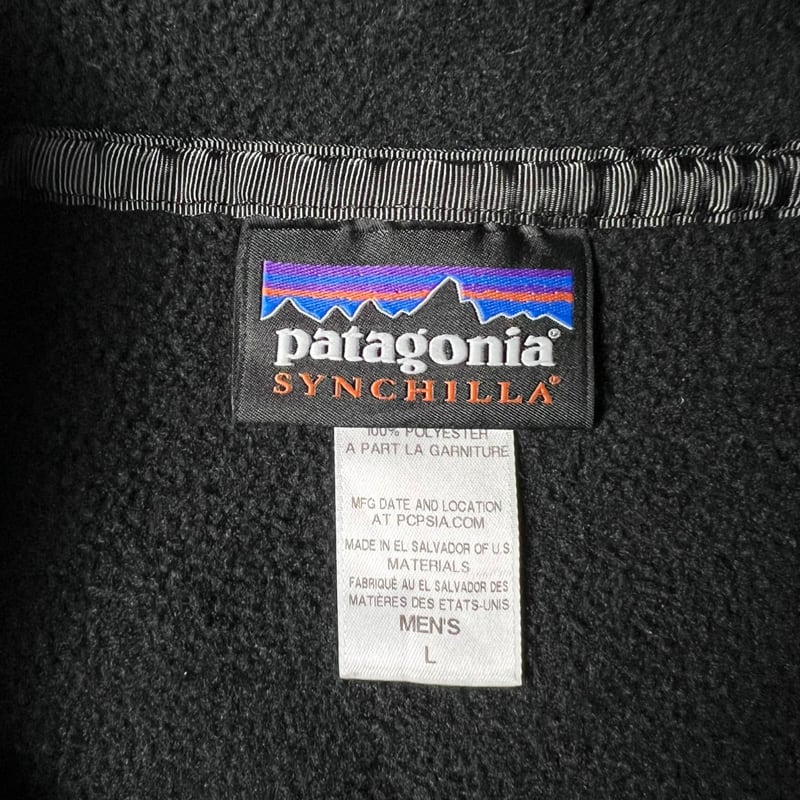 patagonia®
SYNCHILLA®
100% POLYESTER
A PART LA GARNITURE
MFG DATE AND LOCATION
AT PCPSIA.COM
MADE IN EL SALVADOR OF U.S.
MATERIALS
FABRIQUÉ AU EL SALVADOR DES
MATIÈRES DES ETATS-UNIS
MEN'S
L